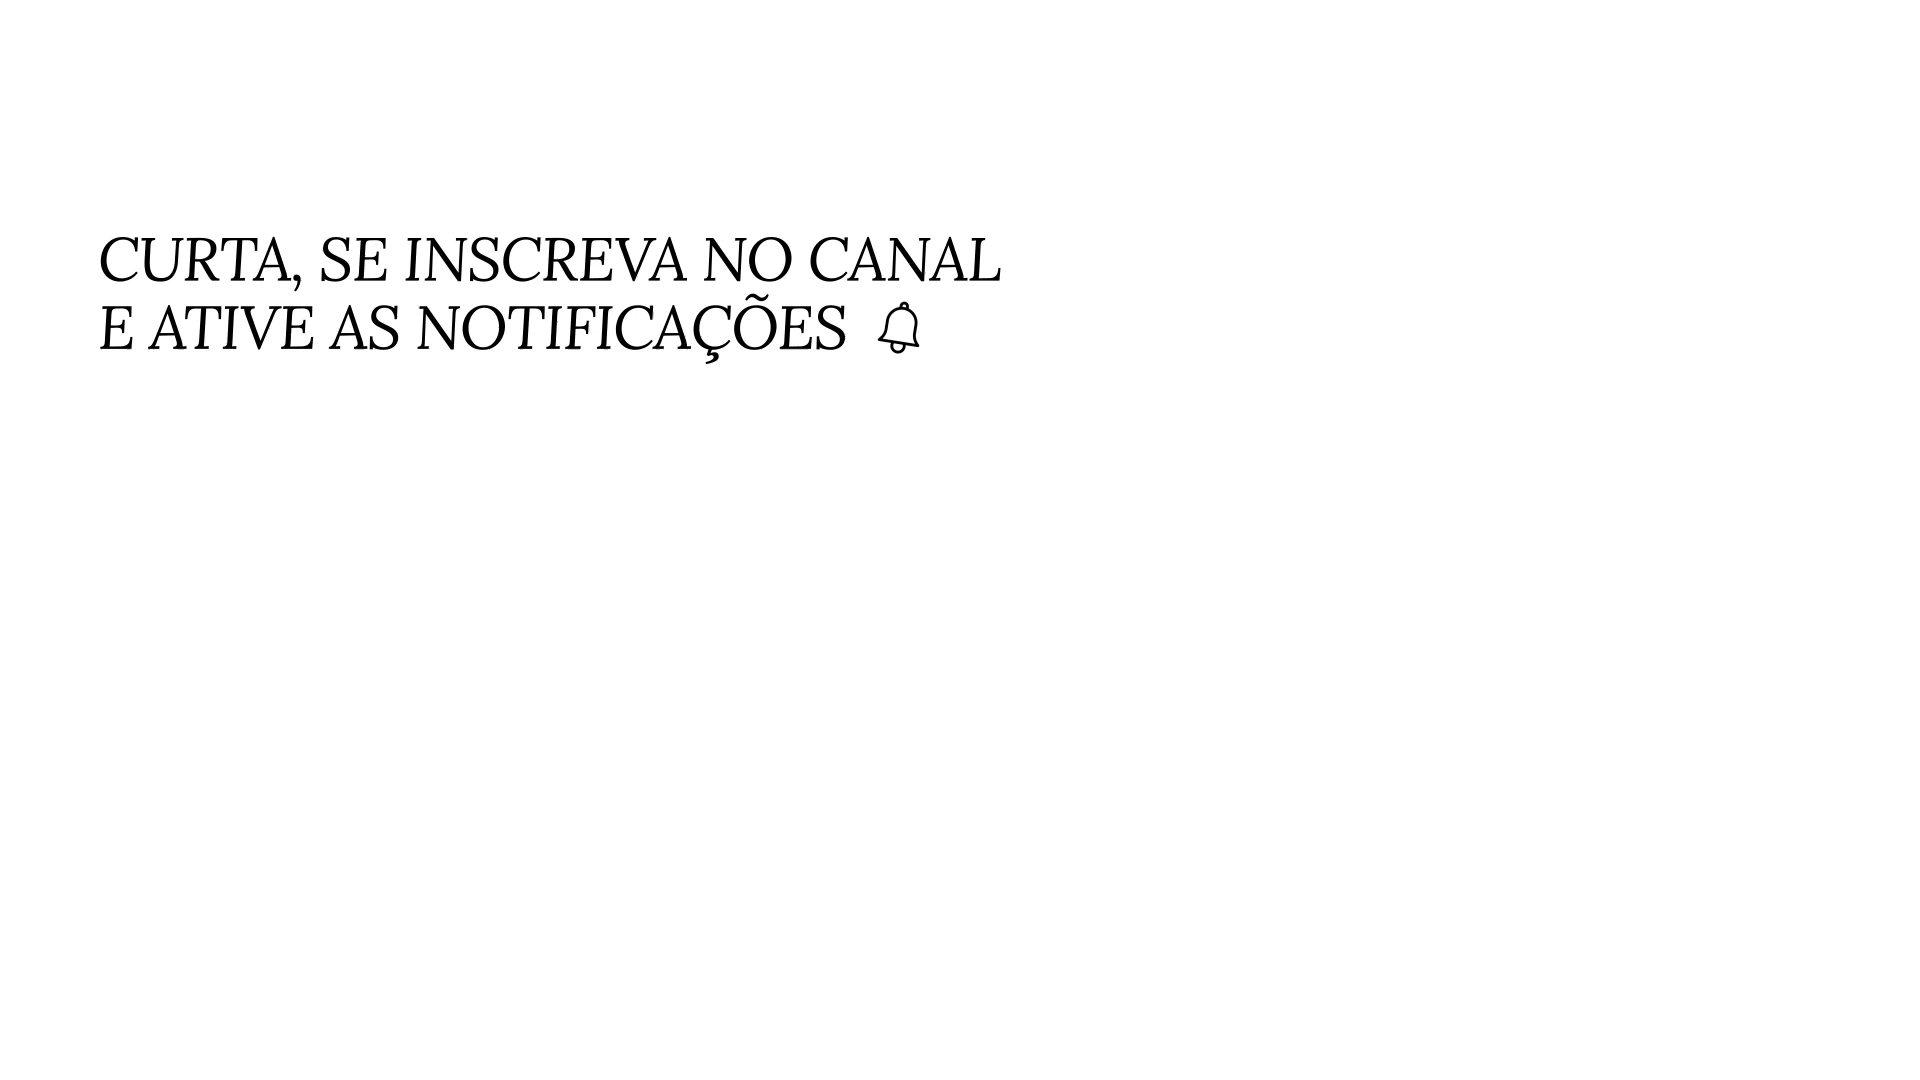 CURTA, SE INSCREVA NO CANAL
E ATIVE AS NOTIFICAÇÕES